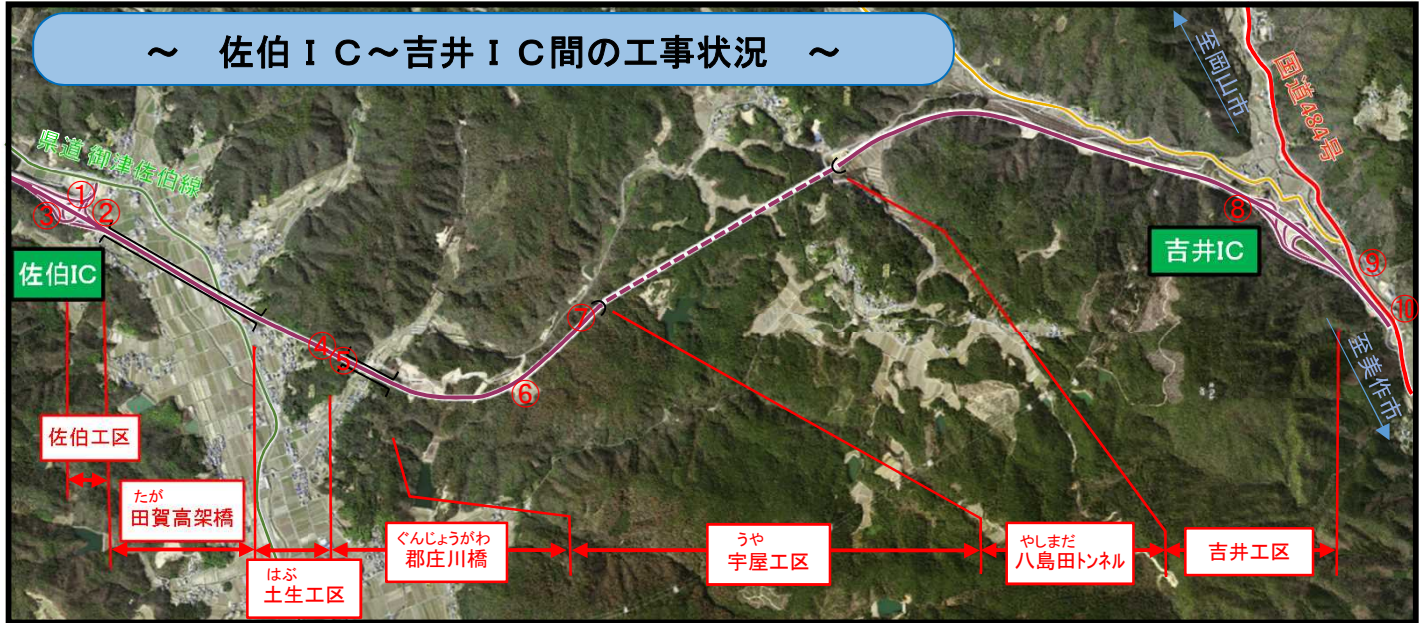 ～ 佐伯ＩＣ～吉井ＩＣ間の工事状況 ～
至岡山市
国道484号
県道 御津佐伯線
①
②
③
佐伯IC
④
⑤
⑥
⑦
⑧
吉井IC
⑨
⑩
至美作市
佐伯工区
たが
田賀高架橋
はぶ
土生工区
ぐんじょうがわ
郡庄川橋
うや
宇屋工区
やしまだ
八島田トンネル
吉井工区